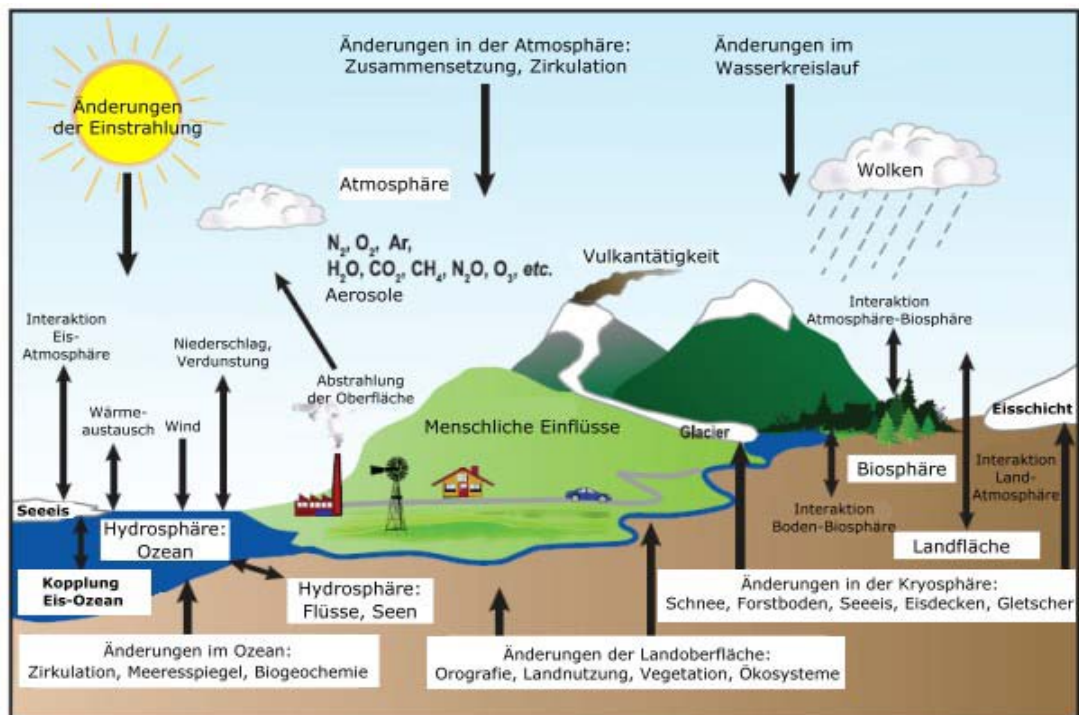 Änderungen in der Atmosphäre:
Zusammensetzung, Zirkulation
Änderungen im
Wasserkreislauf
Änderungen
der Einstrahlung
Wolken
Atmosphäre
N₂, O₂, Ar,
H₂O, CO₂, CH₄, N₂O, O₃, etc.
Aerosole
Vulkantätigkeit
Interaktion
Eis-
Atmosphäre
Niederschlag,
Verdunstung
Interaktion
Atmosphäre-Biosphäre
Abstrahlung
der Oberfläche
Wärme-
austausch
Wind
Menschliche Einflüsse
Glacier
Eisschicht
Biosphäre
Interaktion
Land-
Atmosphäre
Seeeis
Hydrosphäre:
Ozean
Interaktion
Boden-Biosphäre
Landfläche
Kopplung
Eis-Ozean
Hydrosphäre:
Flüsse, Seen
Änderungen in der Kryosphäre:
Schnee, Forstboden, Seeeis, Eisdecken, Gletscher
Änderungen im Ozean:
Zirkulation, Meeresspiegel, Biogeochemie
Änderungen der Landoberfläche:
Orografie, Landnutzung, Vegetation, Ökosysteme